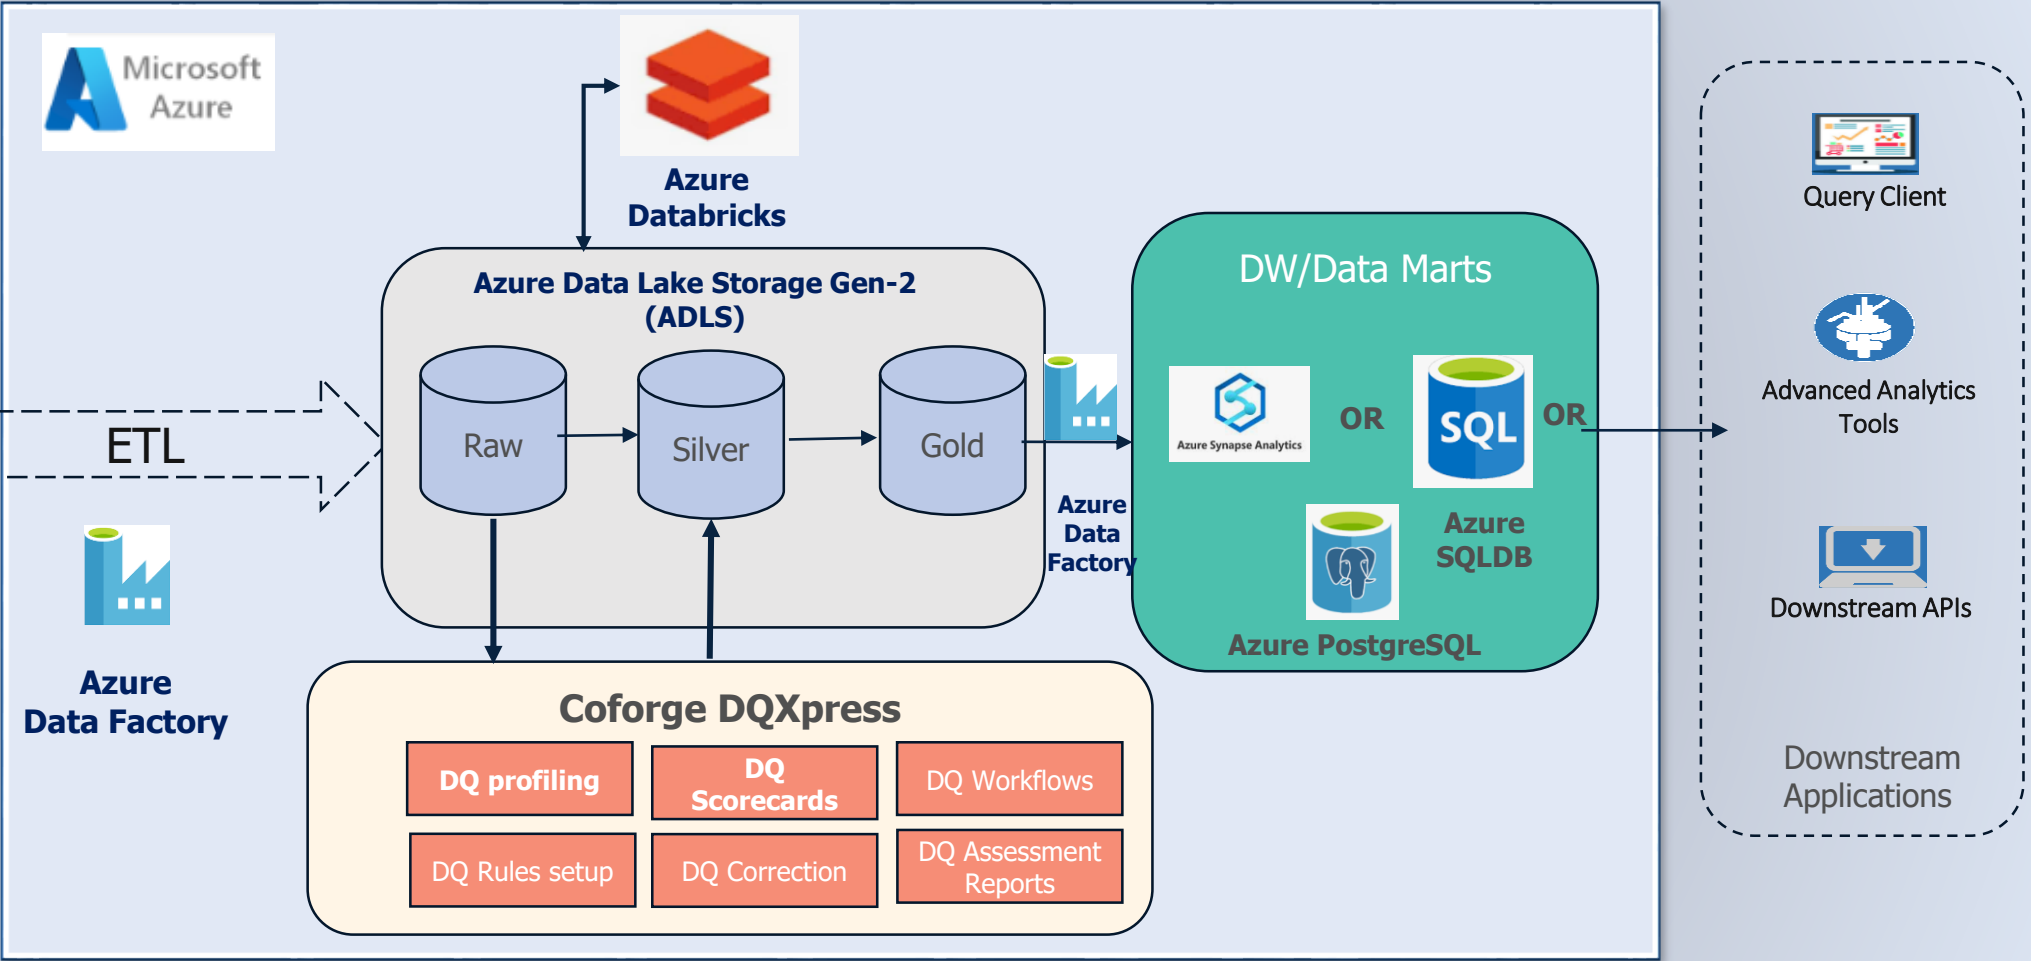 Microsoft
Azure
Azure
Databricks
Azure Data Lake Storage Gen-2
(ADLS)
Raw
Silver
Gold
ETL
Azure
Data Factory
Azure
Data
Factory
DW/Data Marts
Azure Synapse Analytics
OR
SQL
OR
Azure
SQLDB
Azure PostgreSQL
Coforge DQXpress
DQ profiling
DQ
Scorecards
DQ Workflows
DQ Rules setup
DQ Correction
DQ Assessment
Reports
Query Client
Advanced Analytics
Tools
Downstream APIs
Downstream
Applications